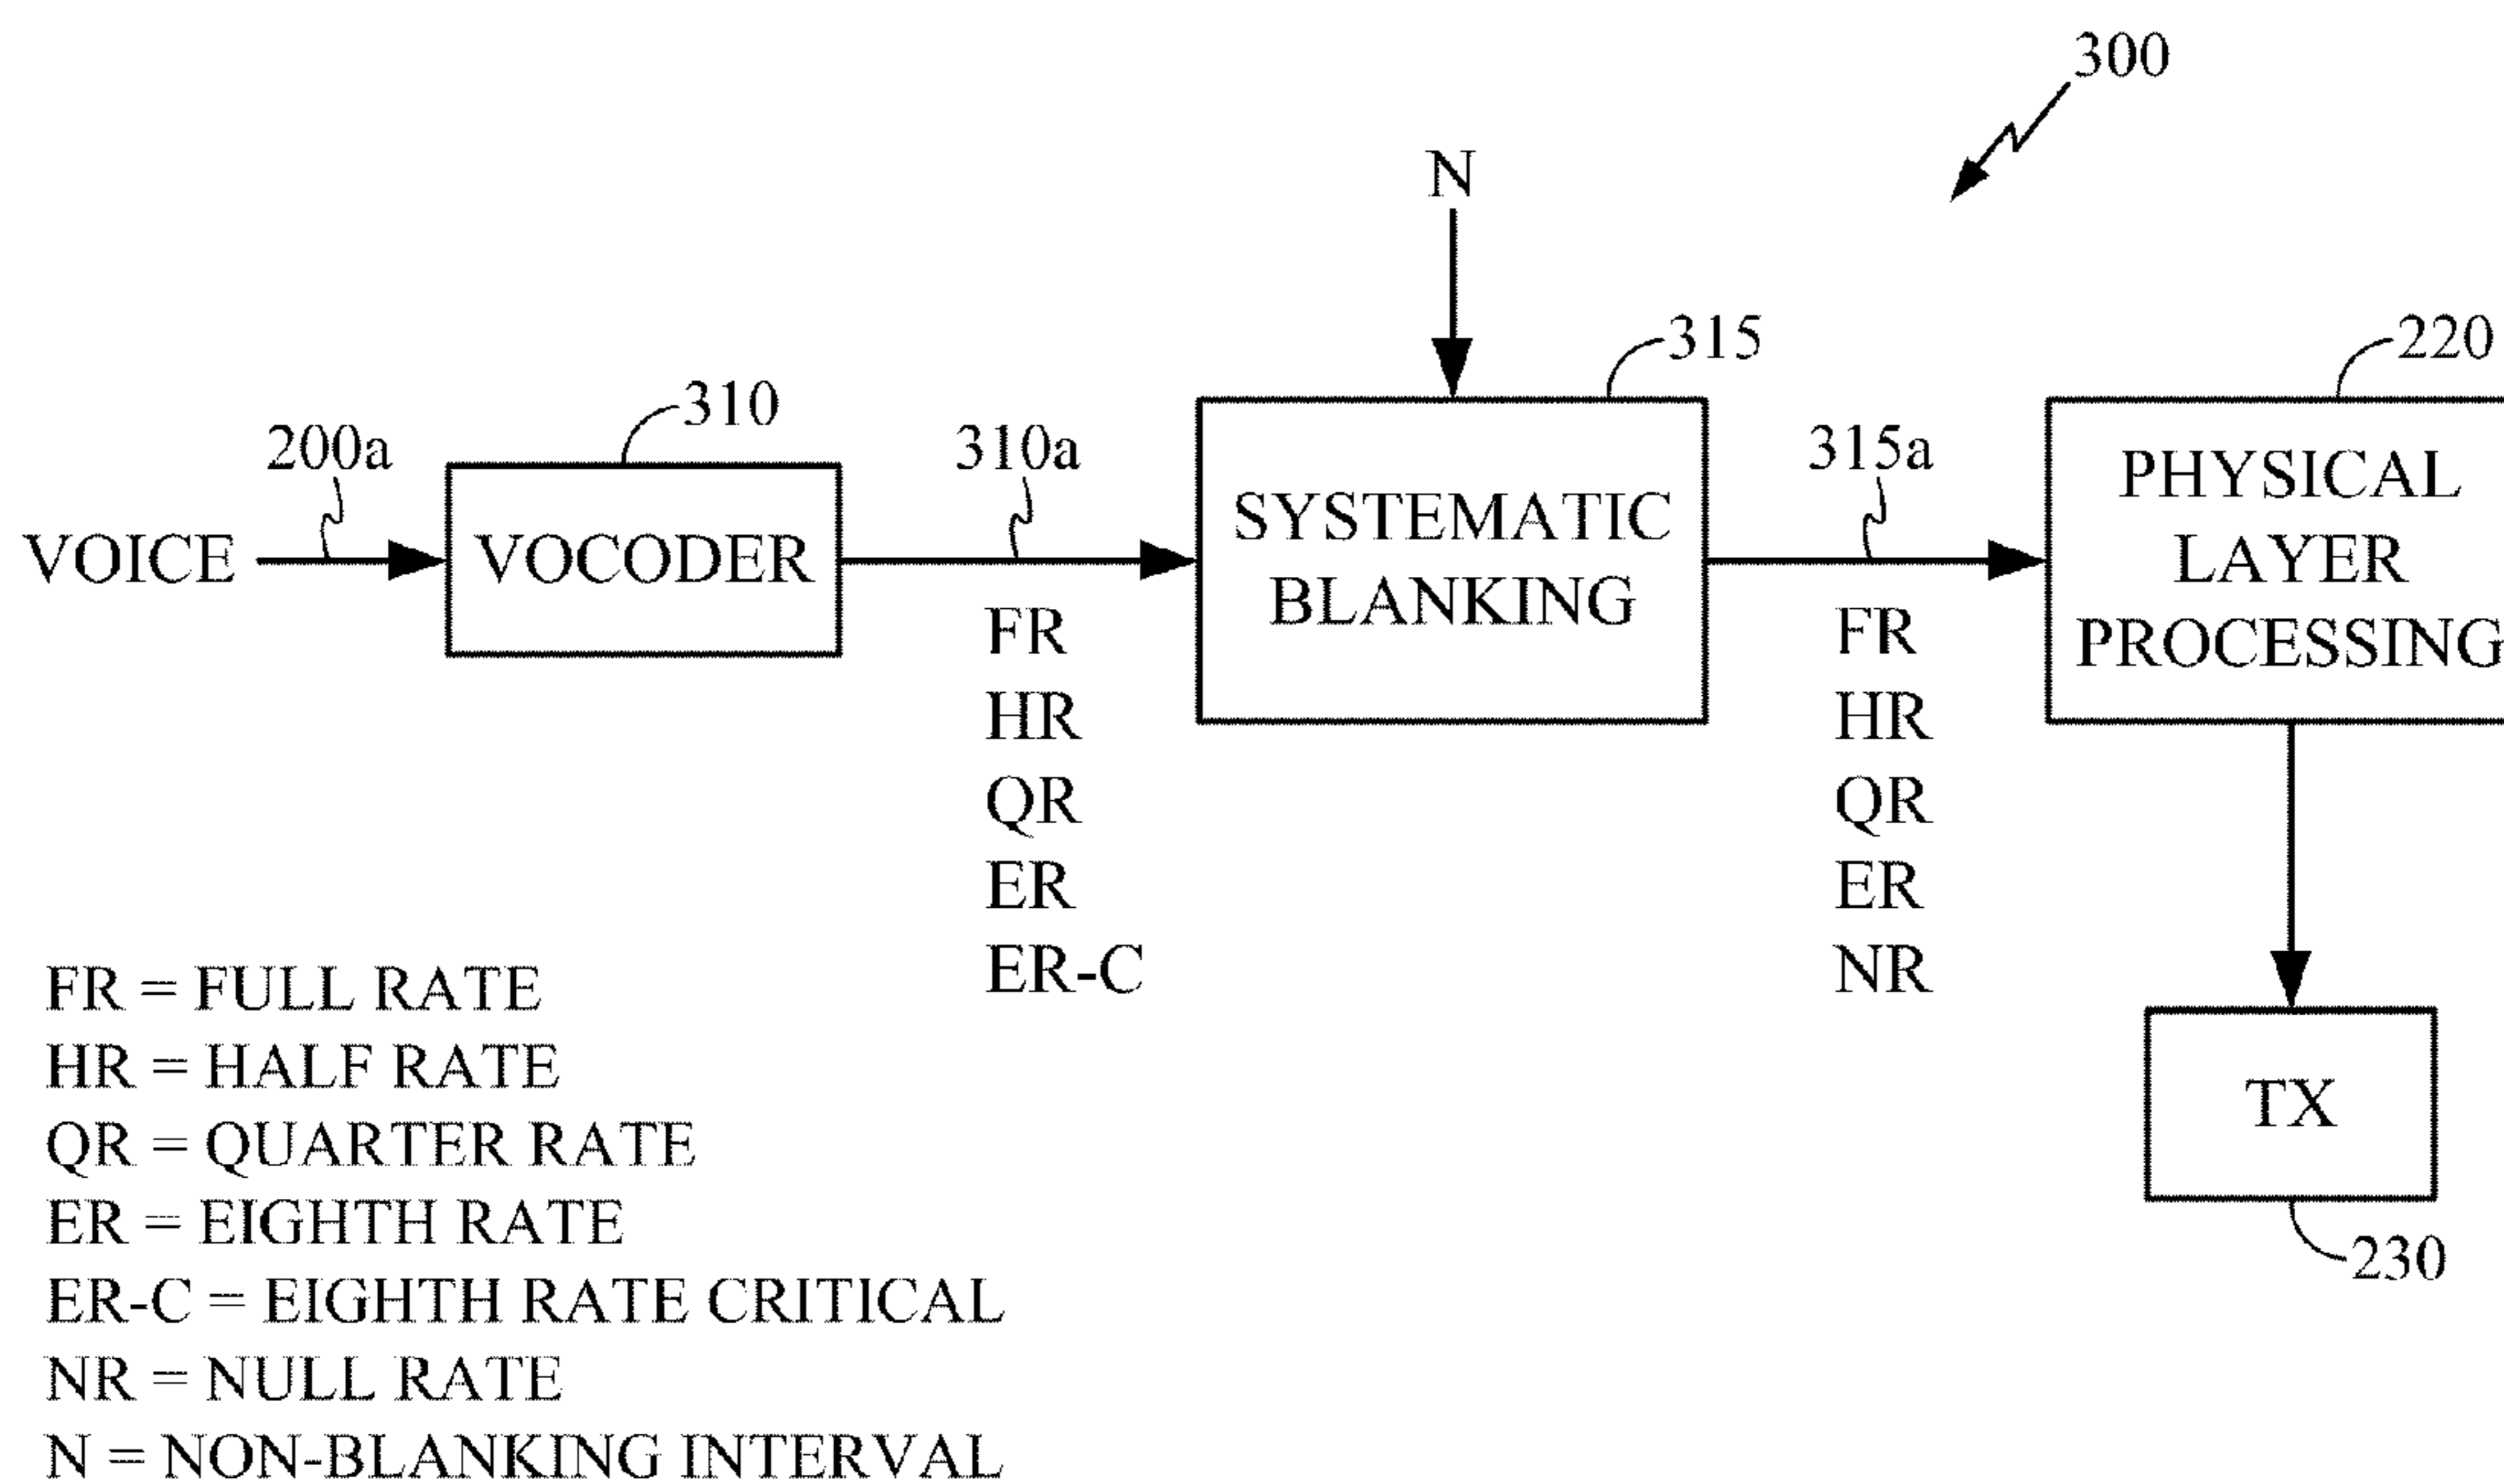 300
N
315
220
310
200a
310a
315a
VOICE
VOCODER
SYSTEMATIC
BLANKING
PHYSICAL
LAYER
PROCESSING
FR
HR
QR
ER
ER-C
FR
HR
QR
ER
NR
TX
230
FR = FULL RATE
HR = HALF RATE
QR = QUARTER RATE
ER = EIGHTH RATE
ER-C = EIGHTH RATE CRITICAL
NR = NULL RATE
N = NON-BLANKING INTERVAL